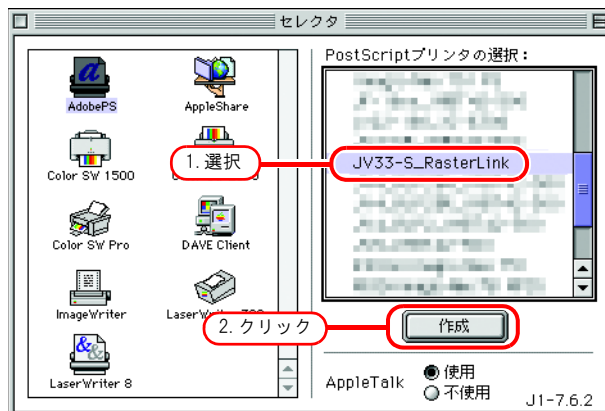 セレクタ
PostScriptプリンタの選択：
AdobePS
AppleShare
1. 選択
JV33-S_RasterLink
Color SW 1500
Color SW Pro
DAVE Client
ImageWriter
2. クリック
作成
LaserWriter 8
AppleTalk
使用
不使用
J1-7.6.2